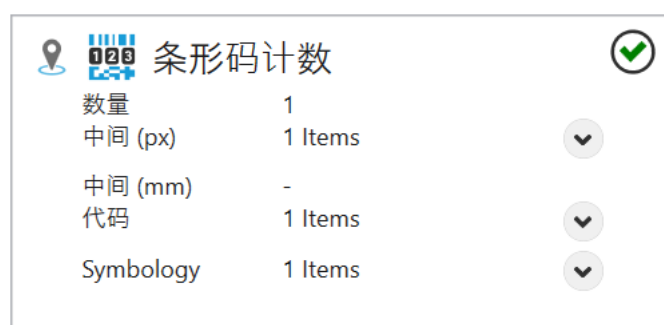 123 条形码计数
数量 1
中间 (px) 1 Items
中间 (mm) -
代码 1 Items
Symbology 1 Items